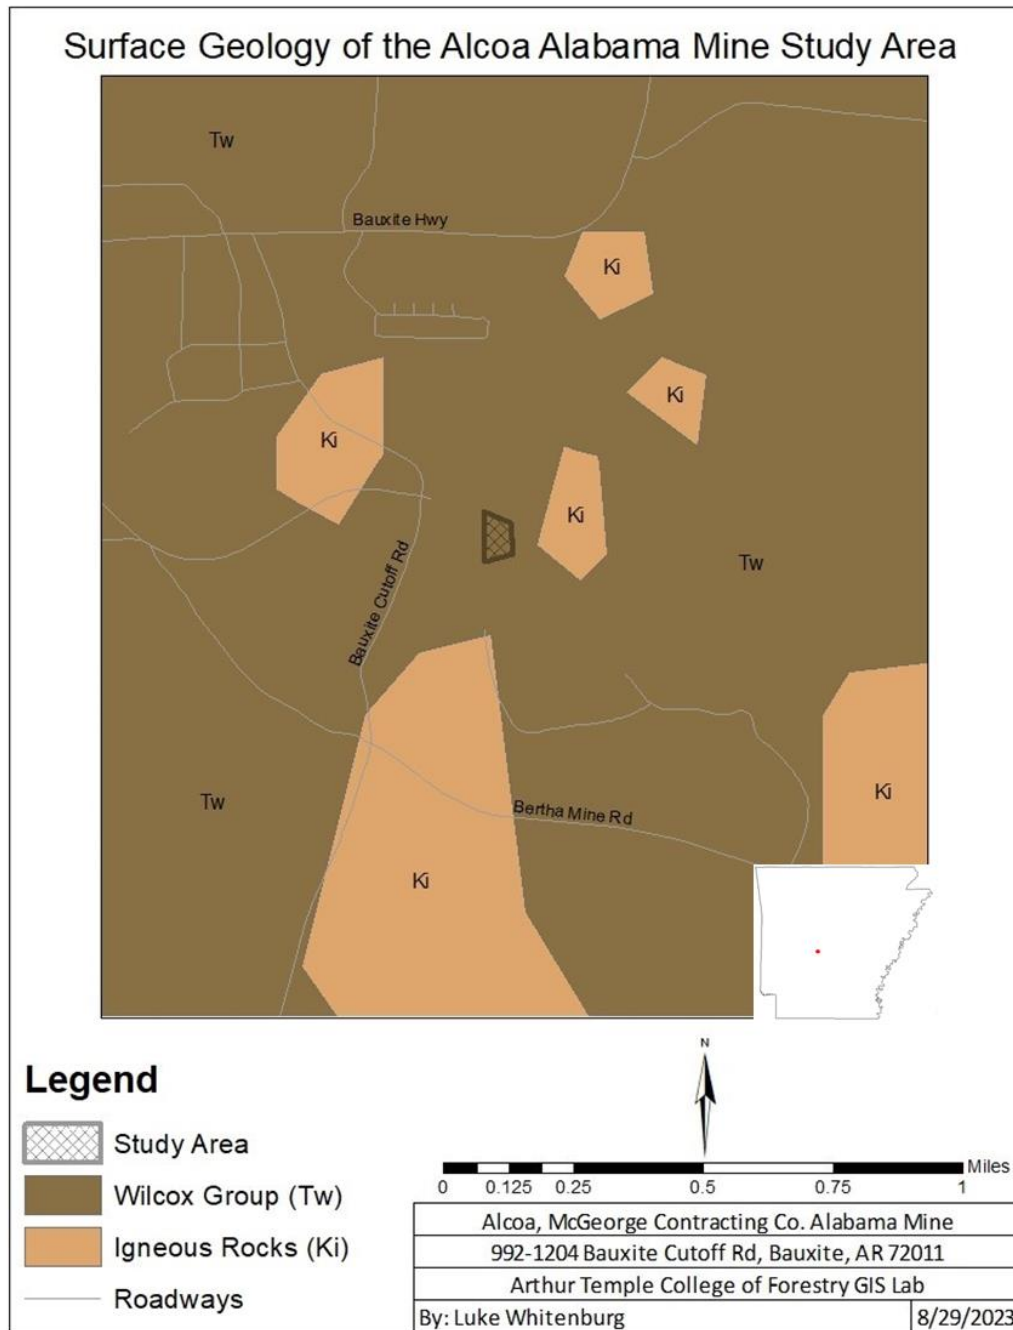 Surface Geology of the Alcoa Alabama Mine Study Area
Tw
Bauxite Hwy
Ki
Ki
Ki
Ki
Tw
Bauxite Cutoff Rd
Ki
Tw
Bertha Mine Rd
Ki
N
Legend
Study Area
Wilcox Group (Tw)
Igneous Rocks (Ki)
Roadways
Miles
0 0.125 0.25 0.5 0.75 1
Alcoa, McGeorge Contracting Co. Alabama Mine
992-1204 Bauxite Cutoff Rd, Bauxite, AR 72011
Arthur Temple College of Forestry GIS Lab
By: Luke Whitenburg 8/29/2023